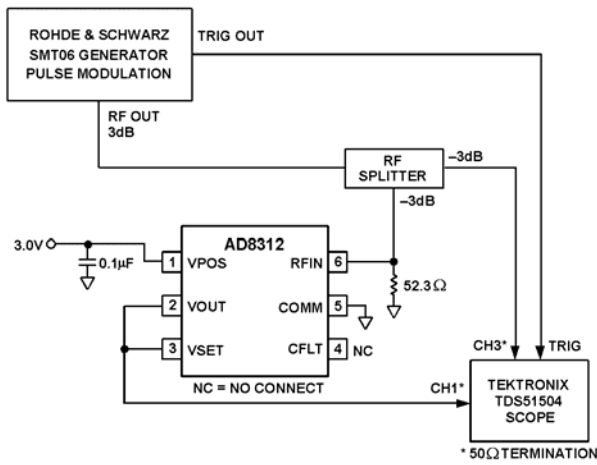 ROHDE & SCHWARZ
SMT06 GENERATOR
PULSE MODULATION
TRIG OUT
RF OUT
3dB
RF
SPLITTER
–3dB
–3dB
3.0V
0.1µF
AD8312
1 VPOS
RFIN 6
2 VOUT
COMM 5
3 VSET
CFLT 4 NC
52.3Ω
NC = NO CONNECT
CH1*
CH3*
TRIG
TEKTRONIX
TDS51504
SCOPE
* 50Ω TERMINATION